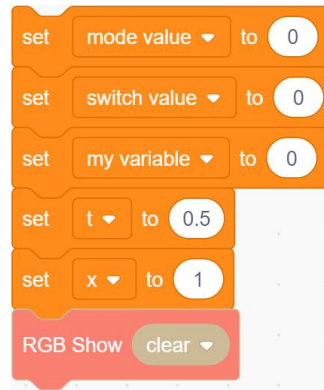 set mode value to 0
set switch value to 0
set my variable to 0
set t to 0.5
set x to 1
RGB Show clear